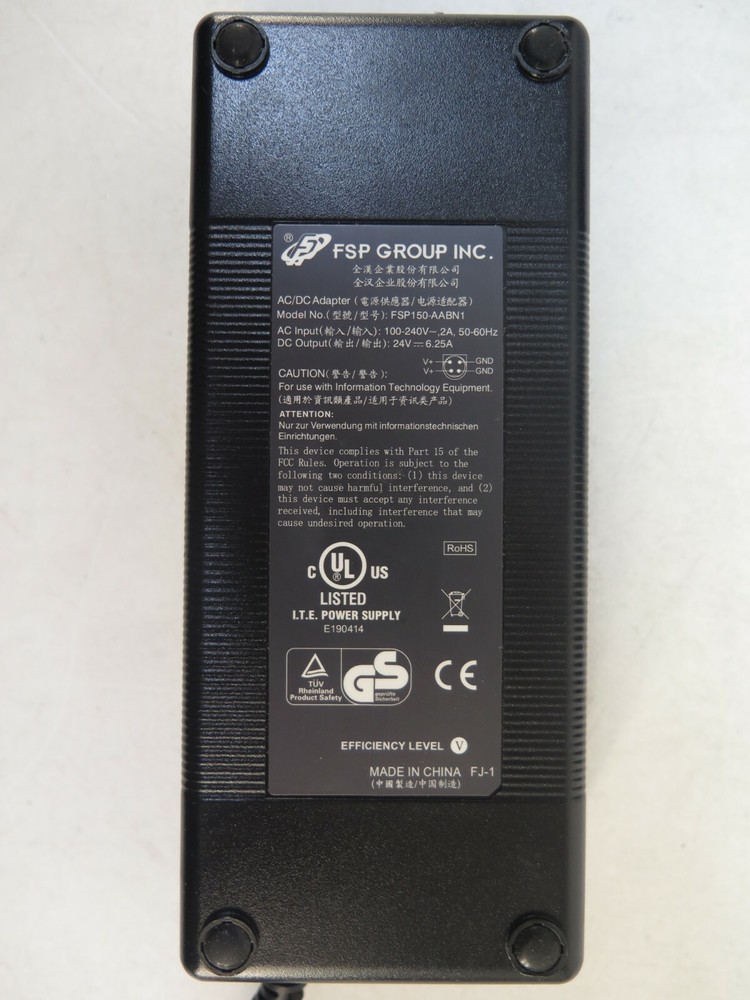 ® FSP GROUP INC.
全漢企業股份有限公司
全汉企业股份有限公司
AC/DC Adapter (電源供應器/电源适配器)
Model No.(型號/型号): FSP150-AABN1
AC Input(輸入/输入): 100-240V~,2A, 50-60Hz
DC Output(輸出/输出): 24V⎓6.25A
V+ GND
V+ GND
CAUTION(警告/警告):
For use with Information Technology Equipment.
(適用於資訊類產品/适用于资讯类产品)
ATTENTION:
Nur zur Verwendung mit informationstechnischen
Einrichtungen.
This device complies with Part 15 of the
FCC Rules. Operation is subject to the
following two conditions: (1) this device
may not cause harmful interference, and (2)
this device must accept any interference
received, including interference that may
cause undesired operation.
RoHS
C UL ® US
LISTED
I.T.E. POWER SUPPLY
E190414
TÜV
Rheinland
Product Safety
GS
geprüfte
Sicherheit
CE
EFFICIENCY LEVEL V
MADE IN CHINA FJ-1
(中國製造/中国制造)